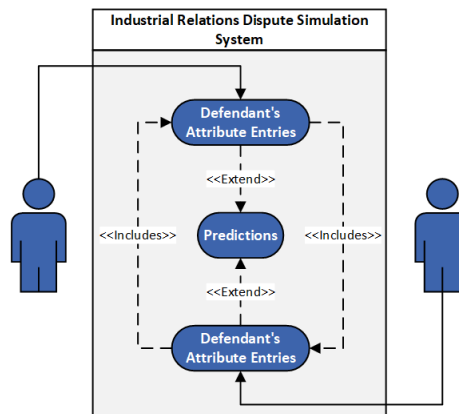 Industrial Relations Dispute Simulation
System
Defendant's
Attribute Entries
<<Extend>>
<<Includes>>
<<Includes>>
Predictions
<<Extend>>
Defendant's
Attribute Entries